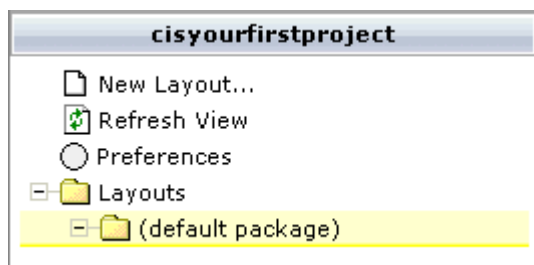 cisyourfirstproject
New Layout...
Refresh View
Preferences
Layouts
(default package)